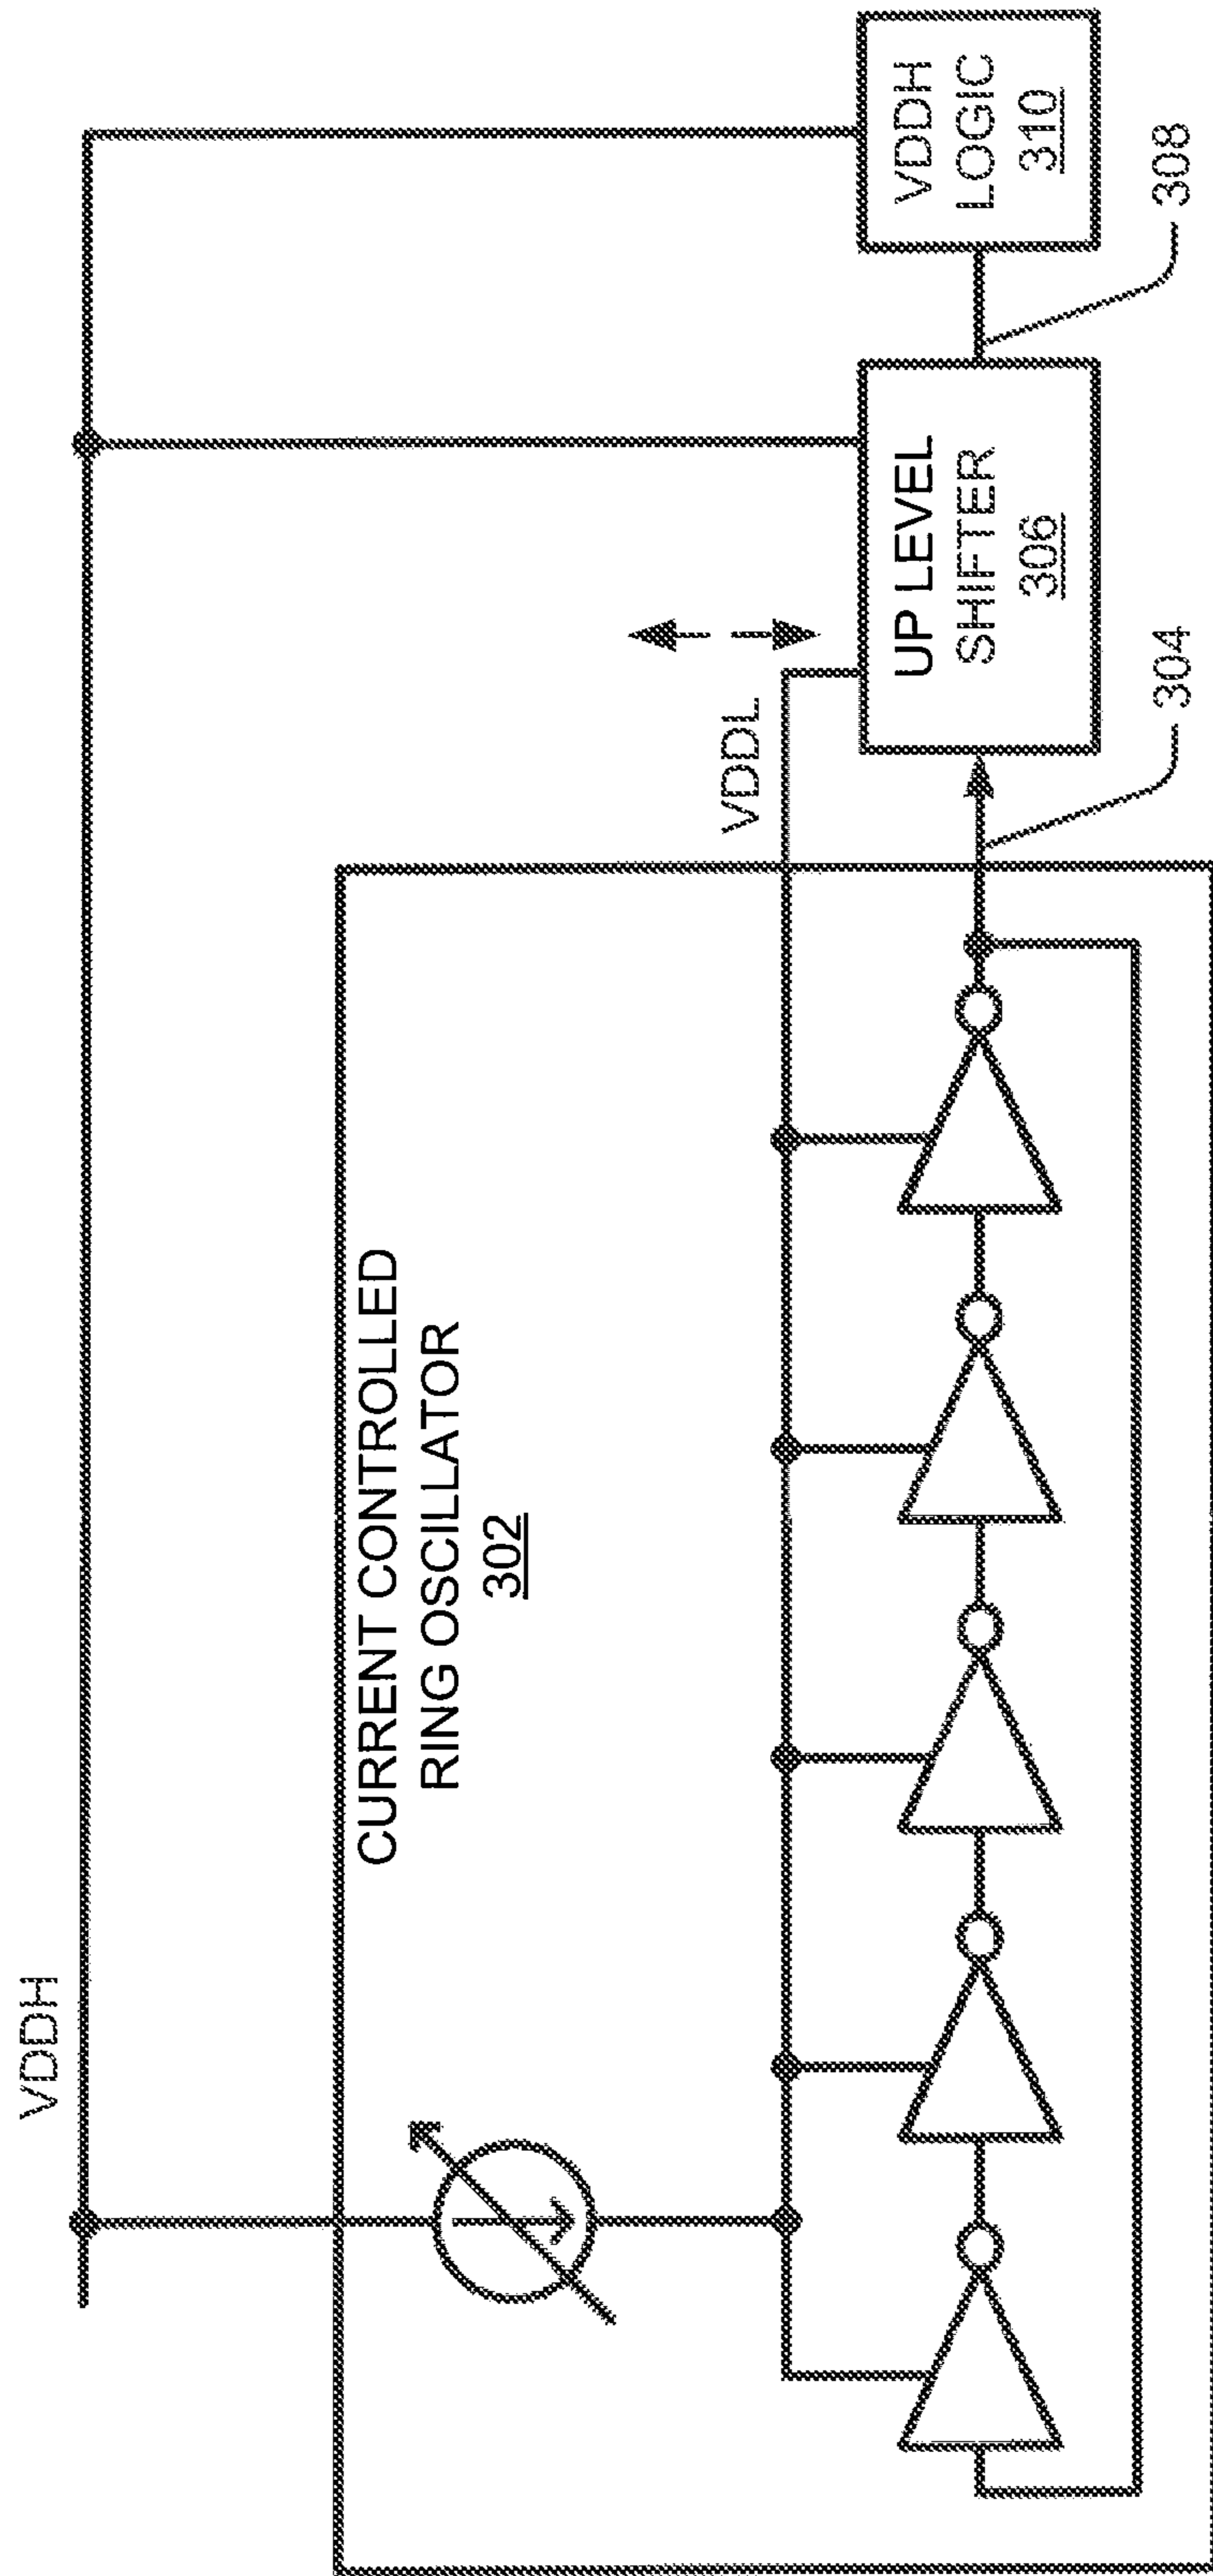 VDDH
CURRENT CONTROLLED
RING OSCILLATOR
302
VDDL
UP LEVEL
SHIFTER
306
VDDH
LOGIC
310
304
308